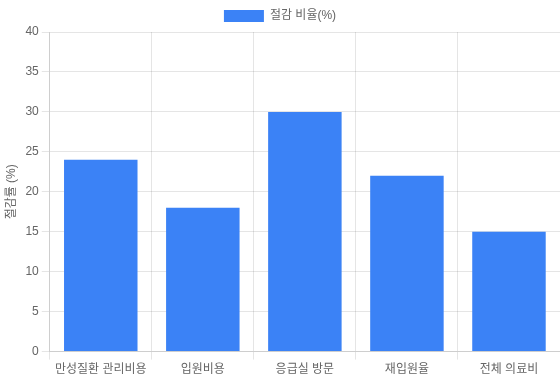 절감 비율(%)
40
35
30
25
20
15
10
5
0
절감률 (%)
만성질환 관리비용
입원비용
응급실 방문
재입원율
전체 의료비